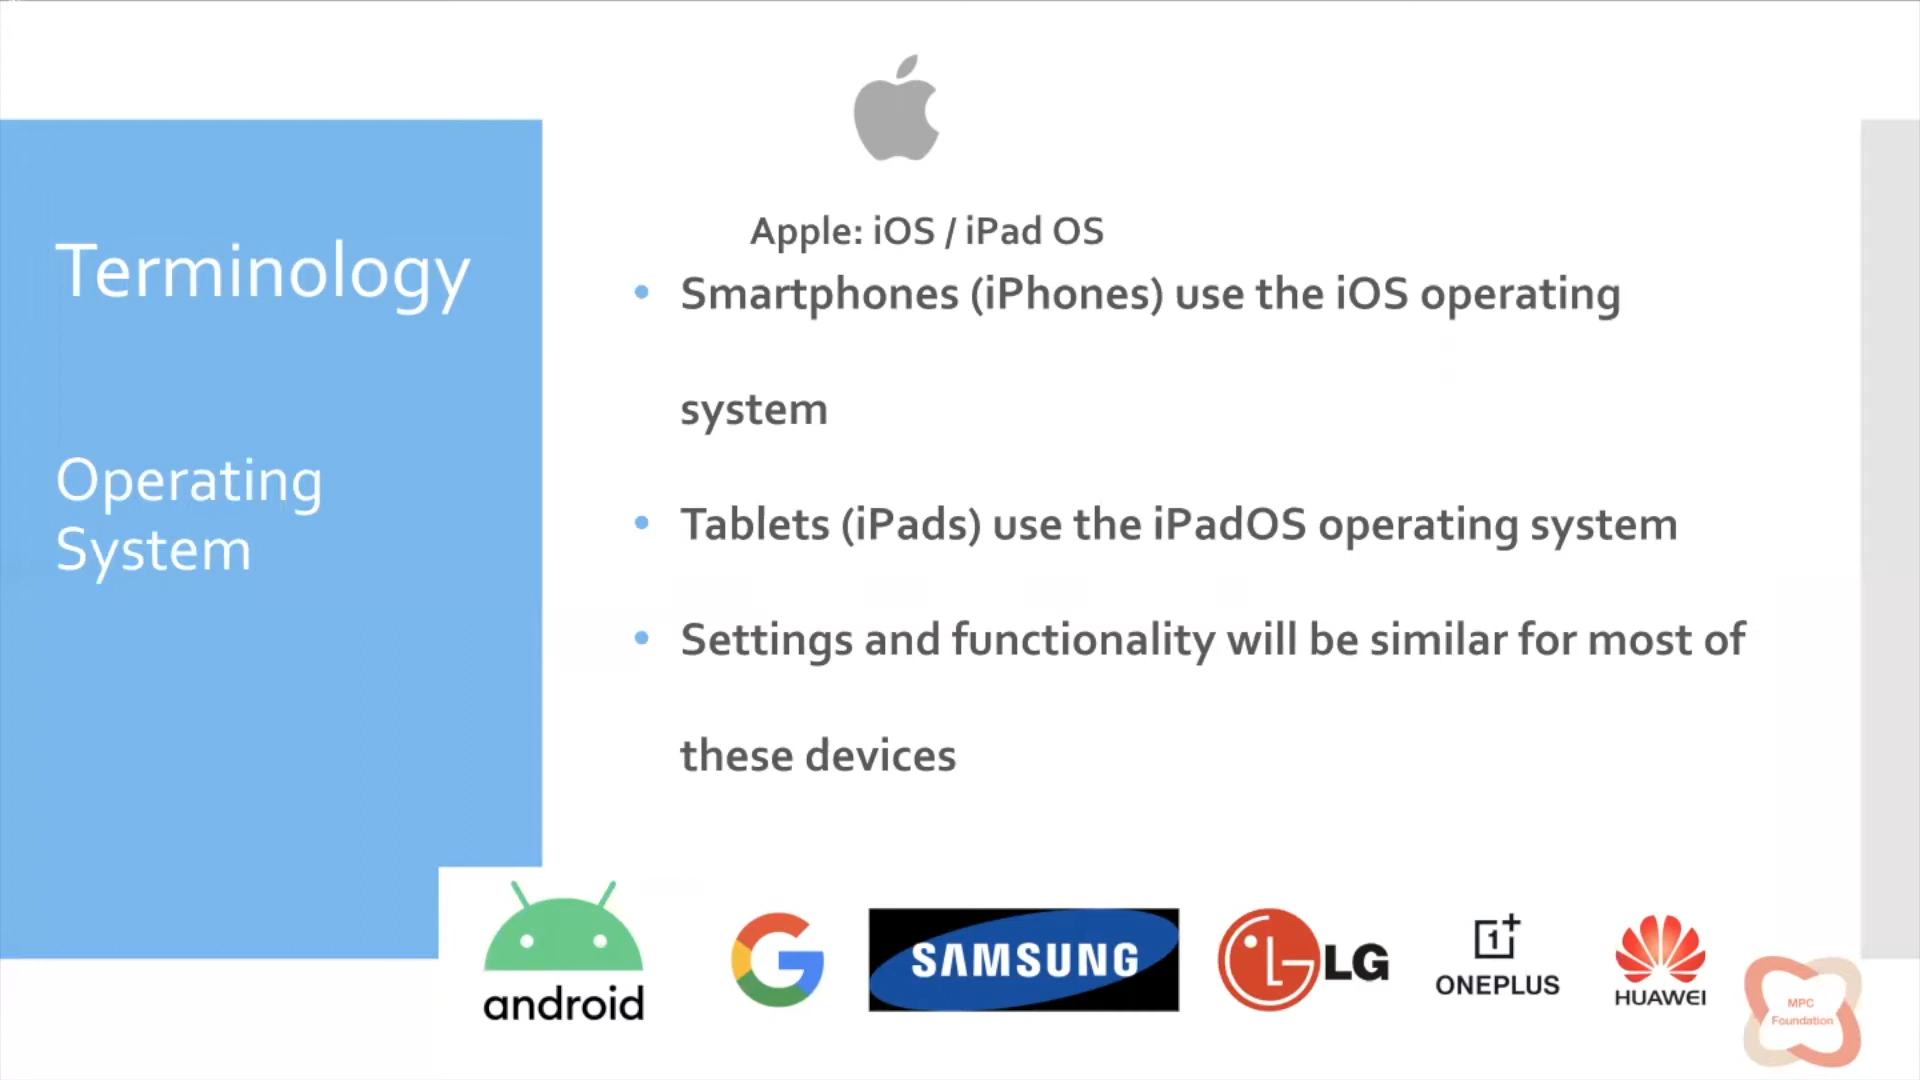 Terminology
Operating
System
Apple: iOS / iPad OS
• Smartphones (iPhones) use the iOS operating
system
• Tablets (iPads) use the iPadOS operating system
• Settings and functionality will be similar for most of
these devices
android
G
SAMSUNG
LG
1+
ONEPLUS
HUAWEI
MPC
Foundation